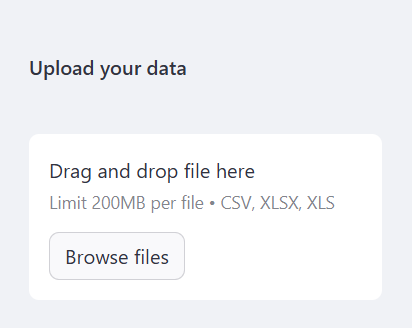 Upload your data
Drag and drop file here
Limit 200MB per file • CSV, XLSX, XLS
Browse files